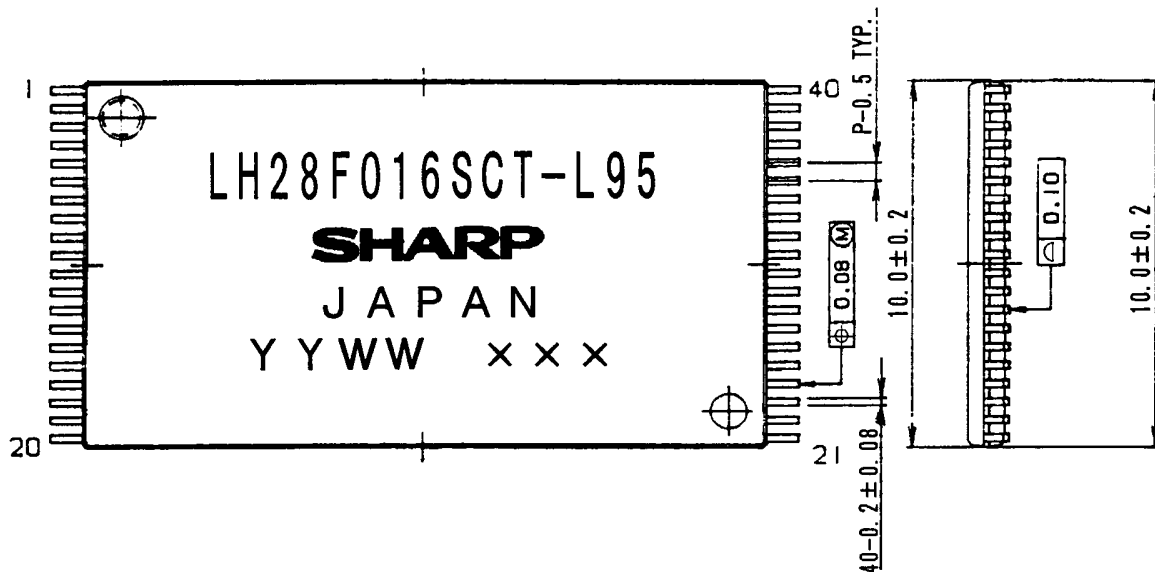 1
40
P-0.5 TYP.
LH28F016SCT-L95
SHARP
JAPAN
YYWW ×××
0.08 M
10.0±0.2
0.10
10.0±0.2
20
21
40-0.2±0.08